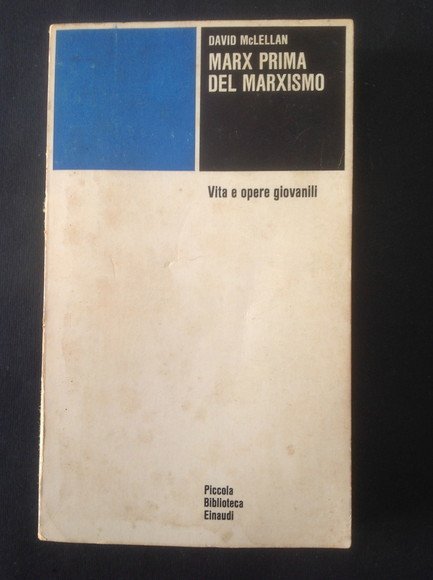 DAVID McLELLAN
MARX PRIMA
DEL MARXISMO
Vita e opere giovanili
Piccola
Biblioteca
Einaudi